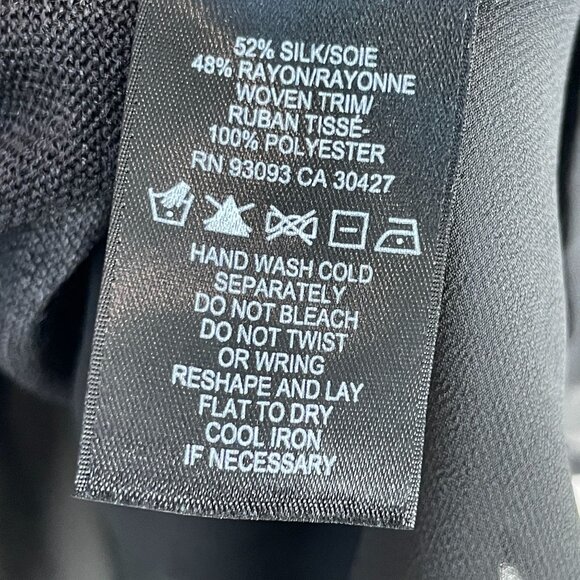 52% SILK/SOIE
48% RAYON/RAYONNE
WOVEN TRIM/
RUBAN TISSÉ-
100% POLYESTER
RN 93093 CA 30427
HAND WASH COLD
SEPARATELY
DO NOT BLEACH
DO NOT TWIST
OR WRING
RESHAPE AND LAY
FLAT TO DRY
COOL IRON
IF NECESSARY